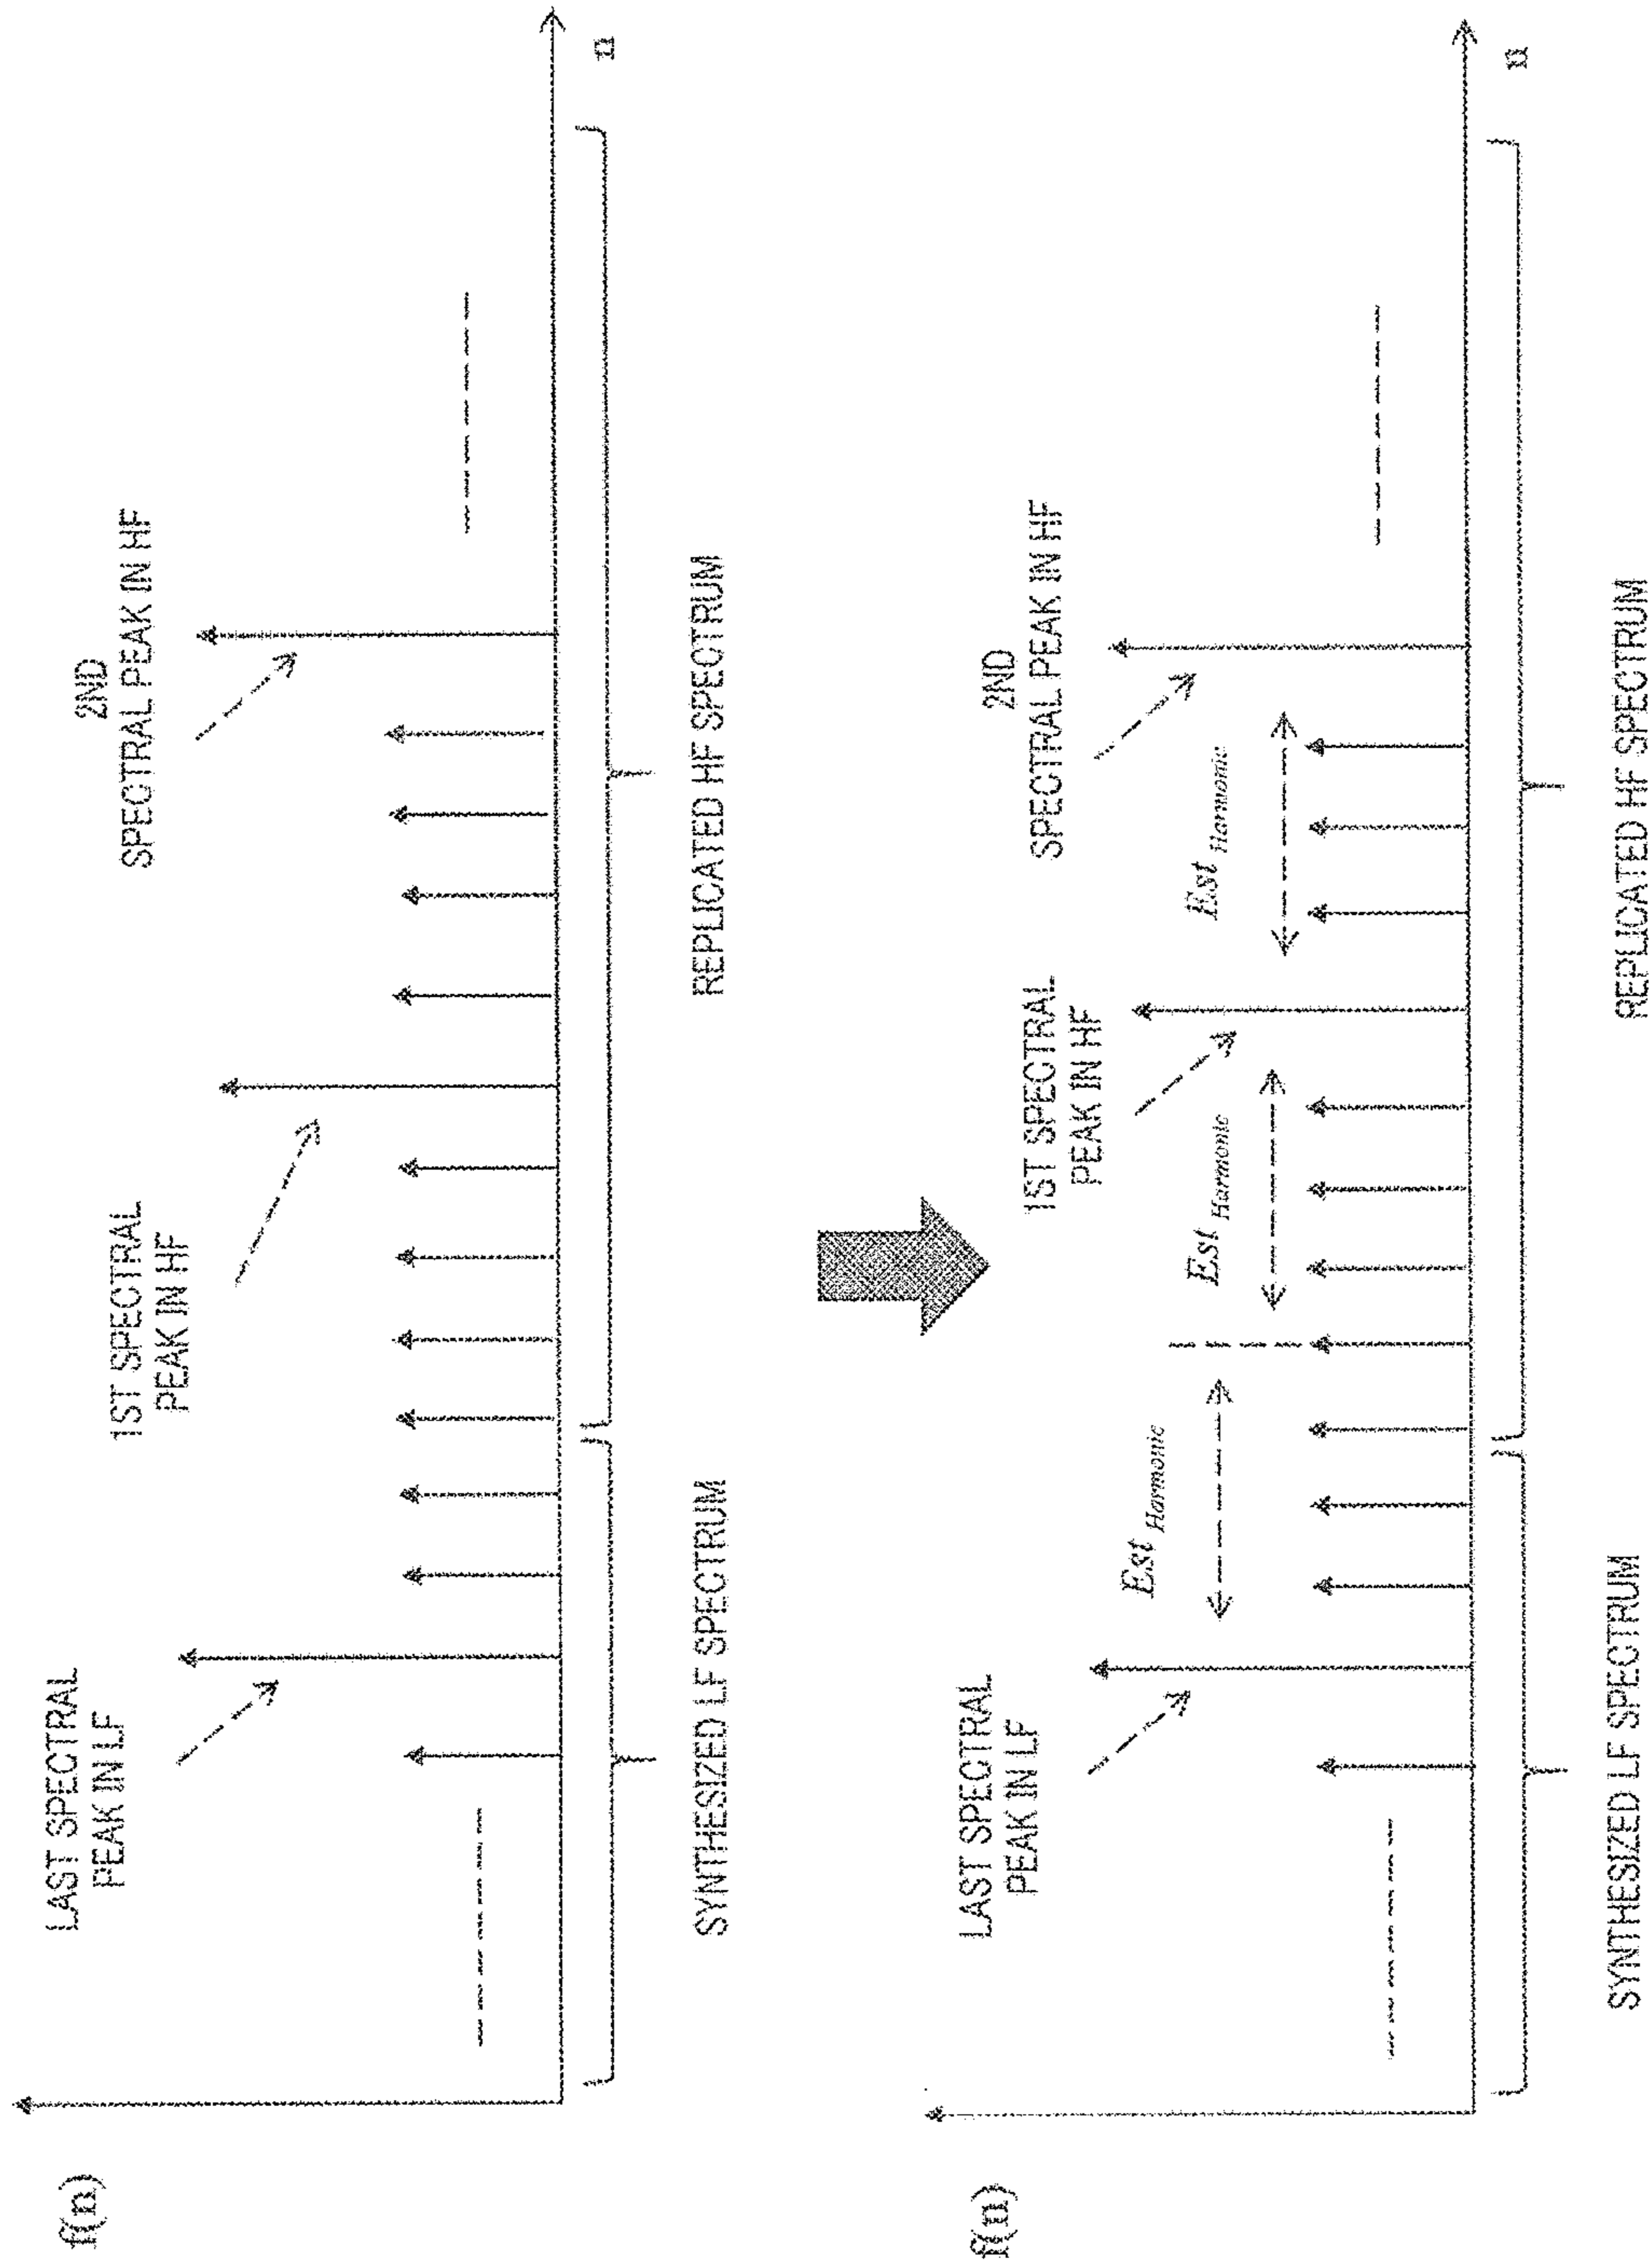 f(n)
LAST SPECTRAL
PEAK IN LF
1ST SPECTRAL
PEAK IN HF
2ND
SPECTRAL PEAK IN HF
n
SYNTHESIZED LF SPECTRUM
REPLICATED HF SPECTRUM
f(n)
LAST SPECTRAL
PEAK IN LF
Est Harmonic
Est Harmonic
1ST SPECTRAL
PEAK IN HF
Est Harmonic
2ND
SPECTRAL PEAK IN HF
n
SYNTHESIZED LF SPECTRUM
REPLICATED HF SPECTRUM